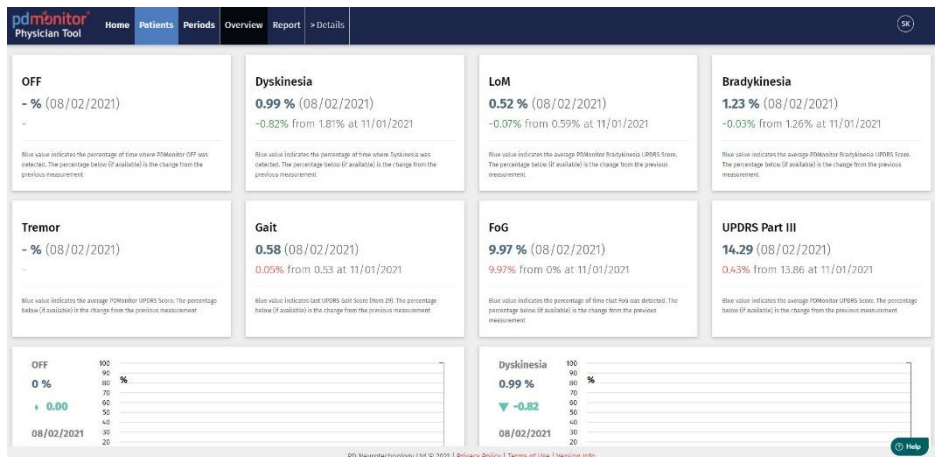 pdmonitor®
Physician Tool
Home
Patients
Periods
Overview
Report
> Details
SK
OFF
- % (08/02/2021)
-
Blue value indicates the percentage of time where PDMonitor OFF was
detected. The percentage below (if available) is the change from the
previous measurement
Dyskinesia
0.99 % (08/02/2021)
-0.82% from 1.81% at 11/01/2021
Blue value indicates the percentage of time where Dyskinesia was
detected. The percentage below (if available) is the change from the
previous measurement
LoM
0.52 % (08/02/2021)
-0.07% from 0.59% at 11/01/2021
Blue value indicates the average PDMonitor Bradykinesia UPDRS Score.
The percentage below (if available) is the change from the previous
measurement
Bradykinesia
1.23 % (08/02/2021)
-0.03% from 1.26% at 11/01/2021
Blue value indicates the average PDMonitor Bradykinesia UPDRS Score.
The percentage below (if available) is the change from the previous
measurement
Tremor
- % (08/02/2021)
-
Blue value indicates the average PDMonitor UPDRS Score. The percentage
below (if available) is the change from the previous measurement
Gait
0.58 (08/02/2021)
0.05% from 0.53 at 11/01/2021
Blue value indicates last UPDRS Gait Score (Item 29). The percentage
below (if available) is the change from the previous measurement
FoG
9.97 % (08/02/2021)
9.97% from 0% at 11/01/2021
Blue value indicates the percentage of time that FoG was detected. The
percentage below (if available) is the change from the previous
measurement
UPDRS Part III
14.29 (08/02/2021)
0.43% from 13.86 at 11/01/2021
Blue value indicates the average PDMonitor UPDRS Score. The percentage
below (if available) is the change from the previous measurement
OFF
0 %
0.00
08/02/2021
100
90
80
70
60
50
40
30
20
%
Dyskinesia
0.99 %
▼ -0.82
08/02/2021
100
90
80
70
60
50
40
30
20
%
Help
PD Neurotechnology Ltd © 2021 | Privacy Policy | Terms of Use | Version Info